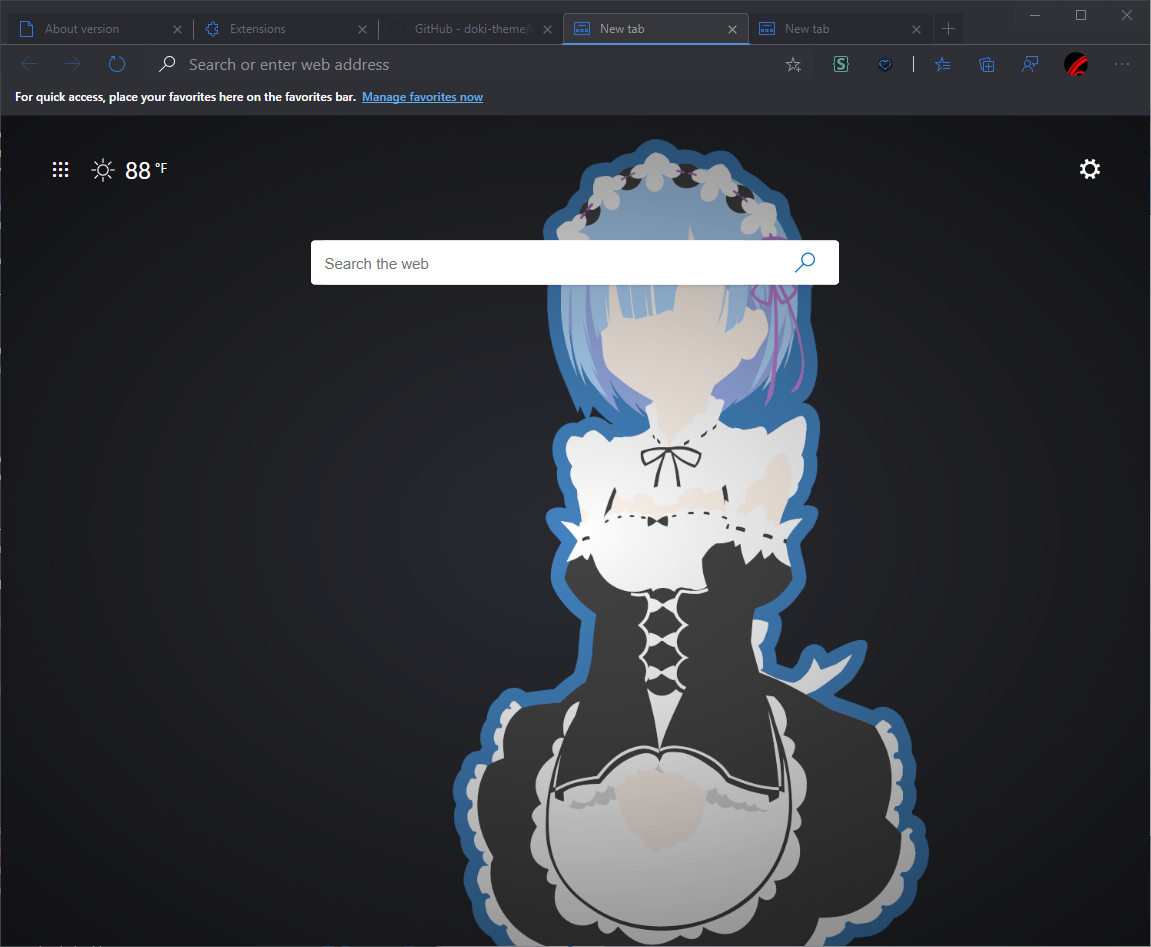 About version
Extensions
GitHub - doki-theme/
New tab
New tab
Search or enter web address
S
For quick access, place your favorites here on the favorites bar. Manage favorites now
88 °F
Search the web